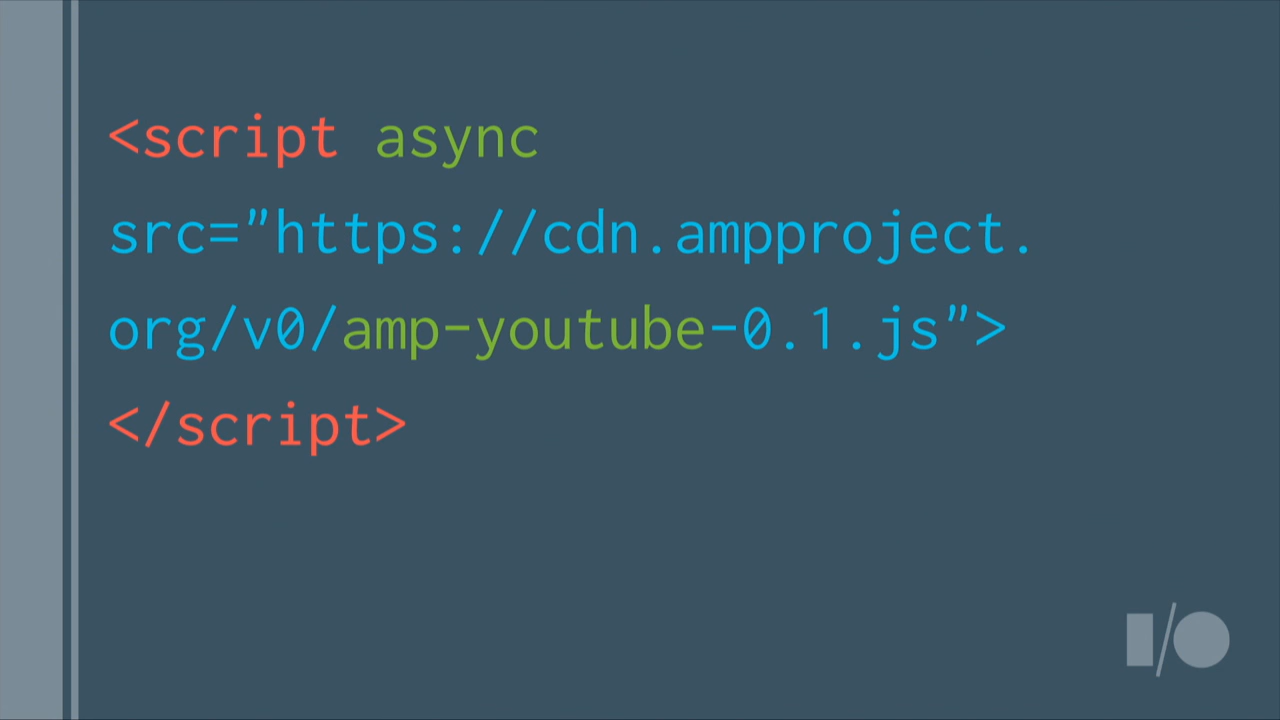 <script async
src="https://cdn.ampproject.
org/v0/amp-youtube-0.1.js">
</script>
I/O